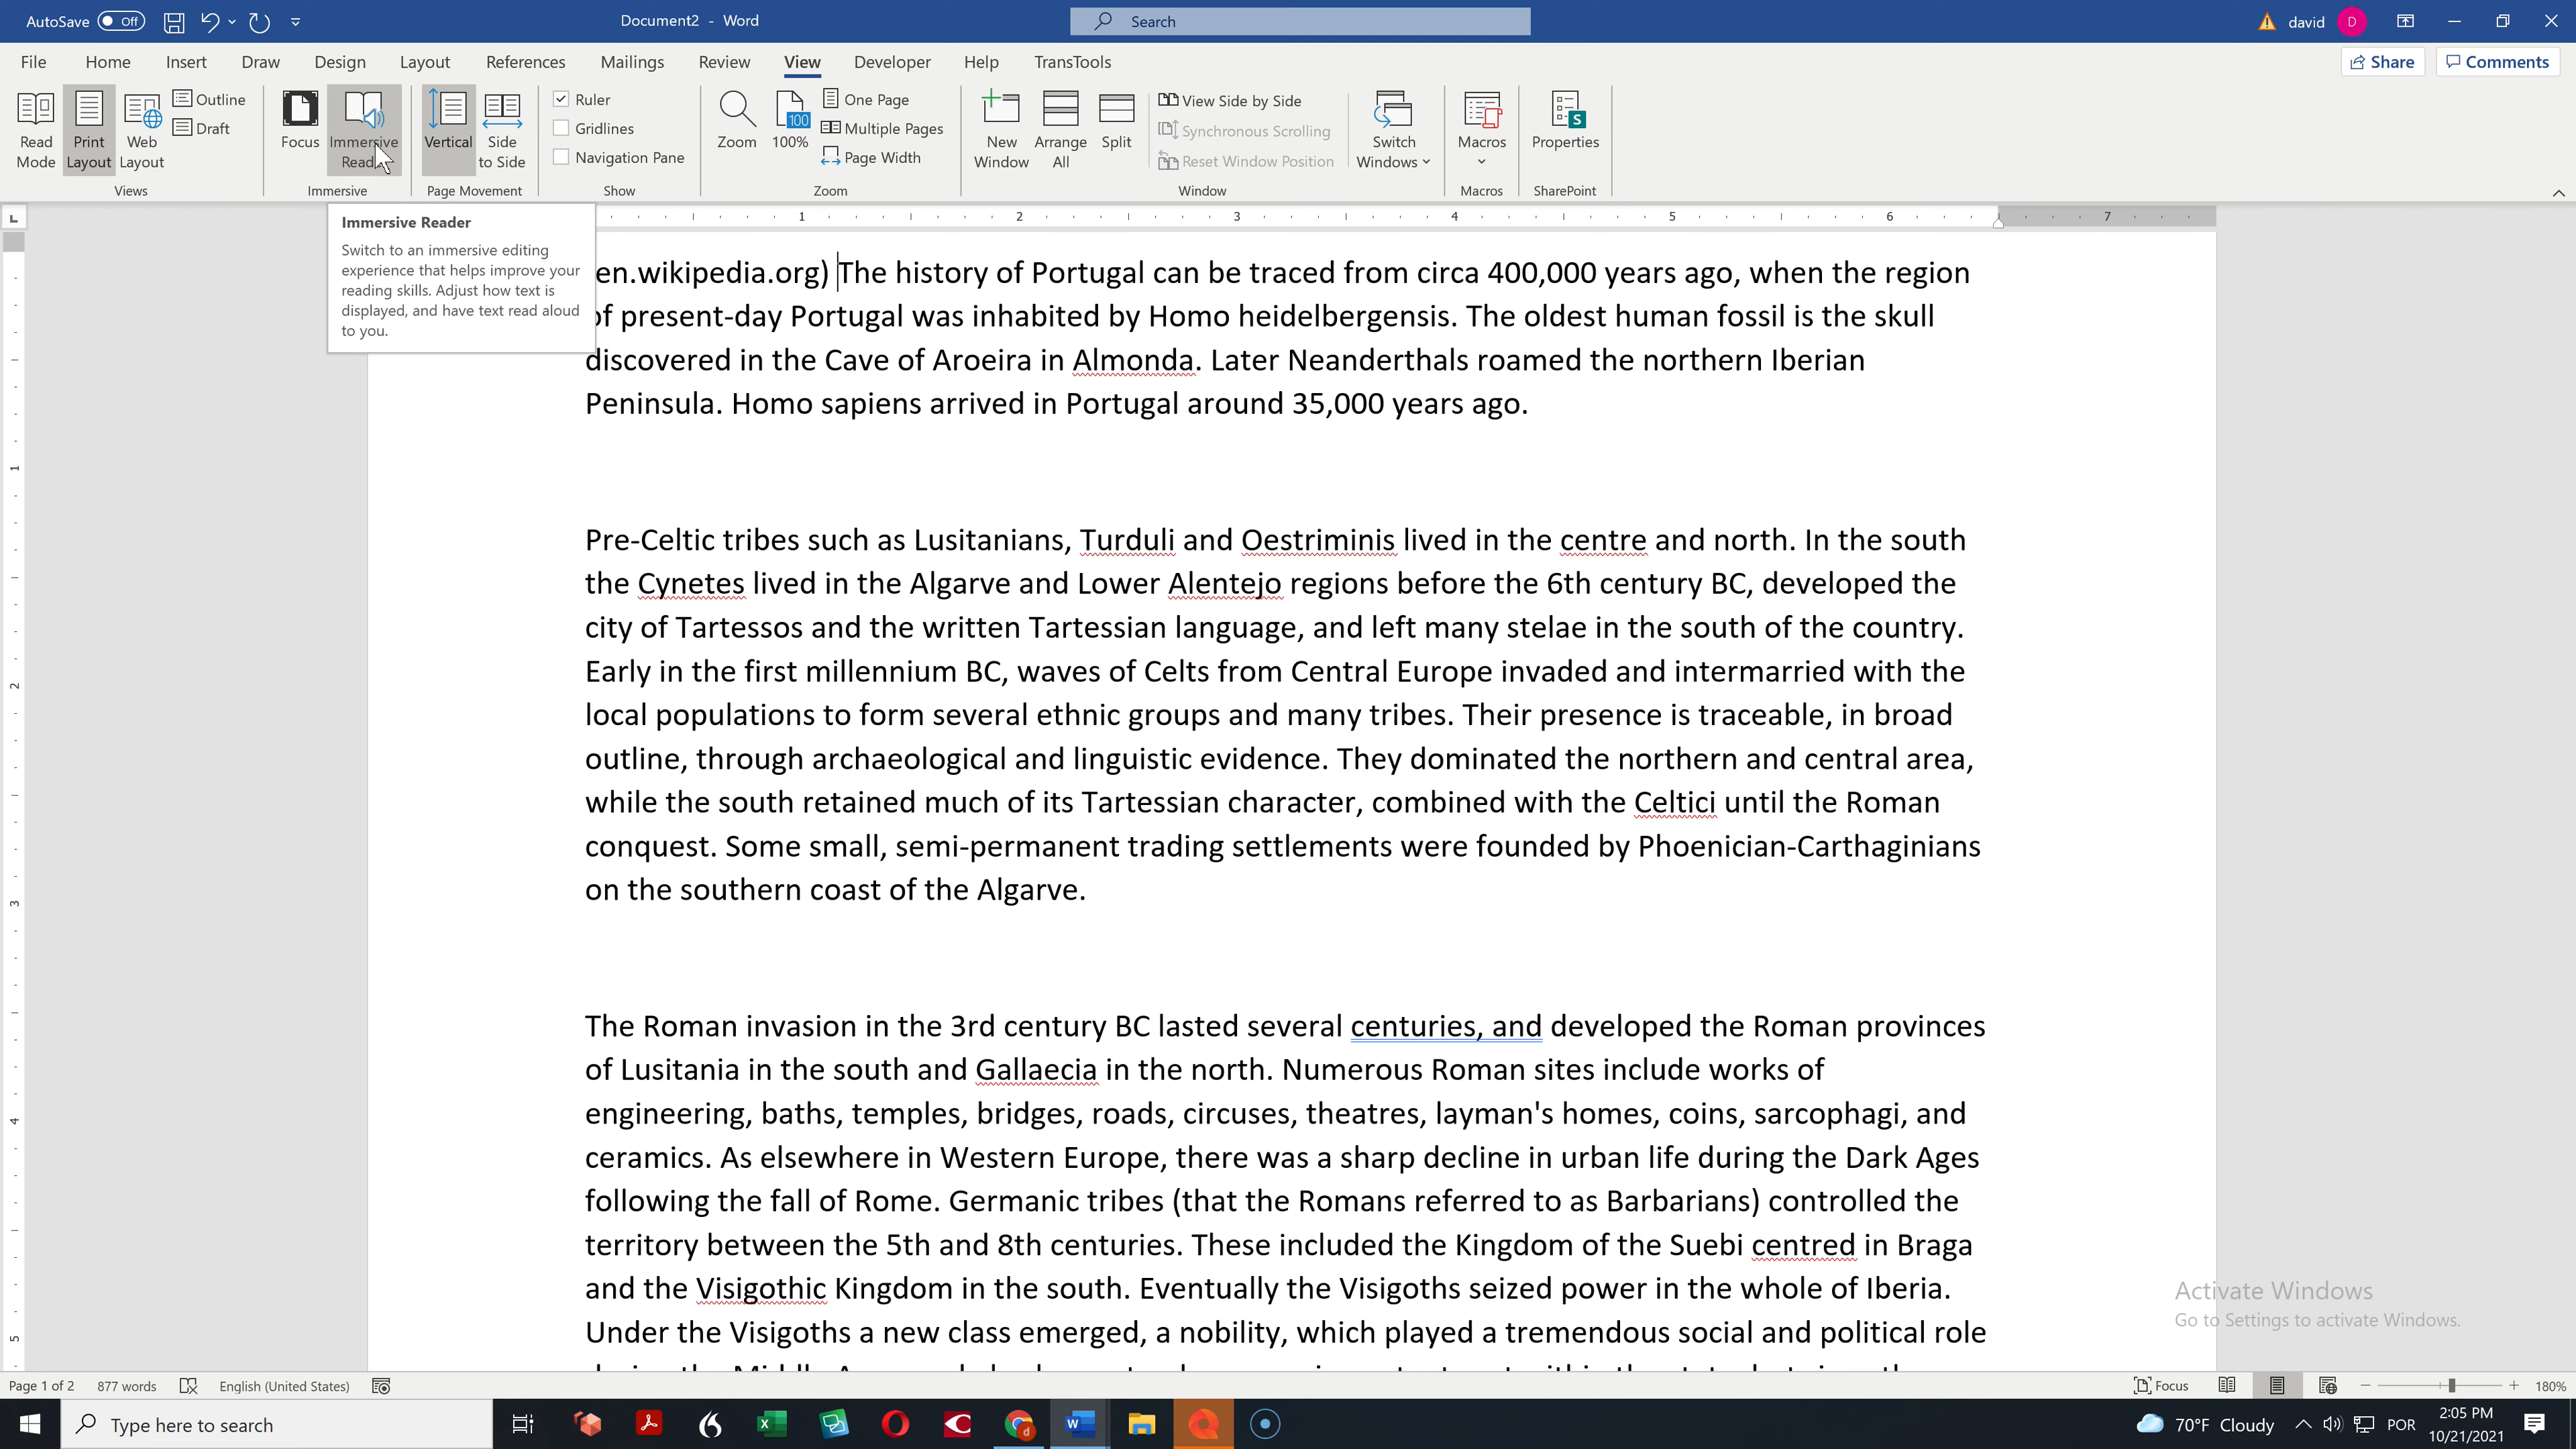 AutoSave Off
Document2 - Word
Search
david D
File Home Insert Draw Design Layout References Mailings Review View Developer Help TransTools
Share Comments
Read Mode
Print Layout
Web Layout
Outline
Draft
Views
Focus
Immersive
Immersive
Vertical
Side to Side
Page Movement
Ruler
Gridlines
Navigation Pane
Show
Zoom
100
100%
One Page
Multiple Pages
Page Width
Zoom
New Window
Arrange All
Split
View Side by Side
Synchronous Scrolling
Reset Window Position
Switch Windows
Window
Macros
Macros
Properties
SharePoint
Immersive Reader
Switch to an immersive editing
experience that helps improve your
reading skills. Adjust how text is
displayed, and have text read aloud
to you.
1 2 3 4 5 6 7
en.wikipedia.org) The history of Portugal can be traced from circa 400,000 years ago, when the region
of present-day Portugal was inhabited by Homo heidelbergensis. The oldest human fossil is the skull
discovered in the Cave of Aroeira in Almonda. Later Neanderthals roamed the northern Iberian
Peninsula. Homo sapiens arrived in Portugal around 35,000 years ago.
Pre-Celtic tribes such as Lusitanians, Turduli and Oestriminis lived in the centre and north. In the south
the Cynetes lived in the Algarve and Lower Alentejo regions before the 6th century BC, developed the
city of Tartessos and the written Tartessian language, and left many stelae in the south of the country.
Early in the first millennium BC, waves of Celts from Central Europe invaded and intermarried with the
local populations to form several ethnic groups and many tribes. Their presence is traceable, in broad
outline, through archaeological and linguistic evidence. They dominated the northern and central area,
while the south retained much of its Tartessian character, combined with the Celtici until the Roman
conquest. Some small, semi-permanent trading settlements were founded by Phoenician-Carthaginians
on the southern coast of the Algarve.
The Roman invasion in the 3rd century BC lasted several centuries, and developed the Roman provinces
of Lusitania in the south and Gallaecia in the north. Numerous Roman sites include works of
engineering, baths, temples, bridges, roads, circuses, theatres, layman's homes, coins, sarcophagi, and
ceramics. As elsewhere in Western Europe, there was a sharp decline in urban life during the Dark Ages
following the fall of Rome. Germanic tribes (that the Romans referred to as Barbarians) controlled the
territory between the 5th and 8th centuries. These included the Kingdom of the Suebi centred in Braga
and the Visigothic Kingdom in the south. Eventually the Visigoths seized power in the whole of Iberia.
Under the Visigoths a new class emerged, a nobility, which played a tremendous social and political role
1
2
3
4
5
Activate Windows
Go to Settings to activate Windows.
Page 1 of 2 877 words English (United States) Focus 180%
Type here to search
70°F Cloudy POR
2:05 PM
10/21/2021